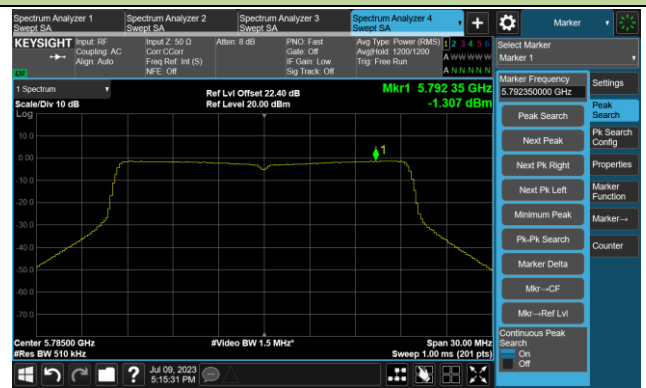 Spectrum Analyzer 1
Swept SA
Spectrum Analyzer 2
Swept SA
Spectrum Analyzer 3
Swept SA
Spectrum Analyzer 4
Swept SA
Marker
KEYSIGHT
Input: RF
Coupling: AC
Align: Auto
Input Z: 50 Ω
Corr CCorr
Freq Ref: Int (S)
NFE: Off
Atten: 8 dB
PNO: Fast
Gate: Off
IF Gain: Low
Sig Track: Off
Avg Type: Power (RMS)
Avg|Hold: 1200/1200
Trig: Free Run
1 2 3 4 5 6
A W W W W W
A N N N N N
Select Marker
Marker 1
1 Spectrum
Scale/Div 10 dB
Log
Ref Lvl Offset 22.40 dB
Ref Level 20.00 dBm
Mkr1 5.792 35 GHz
-1.307 dBm
10.0
0.00
-10.0
-20.0
-30.0
-40.0
-50.0
-60.0
-70.0
1
Center 5.78500 GHz
#Res BW 510 kHz
#Video BW 1.5 MHz*
Span 30.00 MHz
Sweep 1.00 ms (201 pts)
Marker Frequency
5.792350000 GHz
Peak Search
Next Peak
Next Pk Right
Next Pk Left
Minimum Peak
Pk-Pk Search
Marker Delta
Mkr→CF
Mkr→Ref Lvl
Continuous Peak
Search
On
Off
Settings
Peak
Search
Pk Search
Config
Properties
Marker
Function
Marker→
Counter
Jul 09, 2023
5:15:31 PM